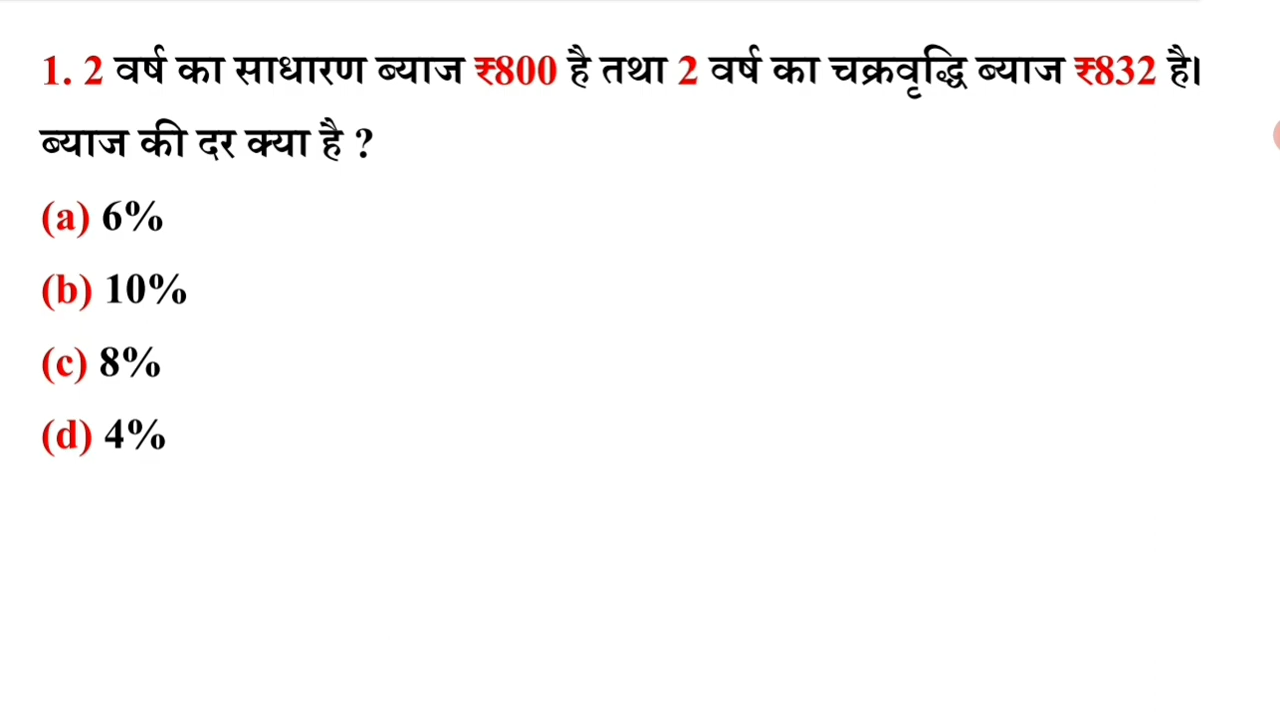 1. 2 वर्ष का साधारण ब्याज ₹800 है तथा 2 वर्ष का चक्रवृद्धि ब्याज ₹832 है।
ब्याज की दर क्या है ?
(a) 6%
(b) 10%
(c) 8%
(d) 4%